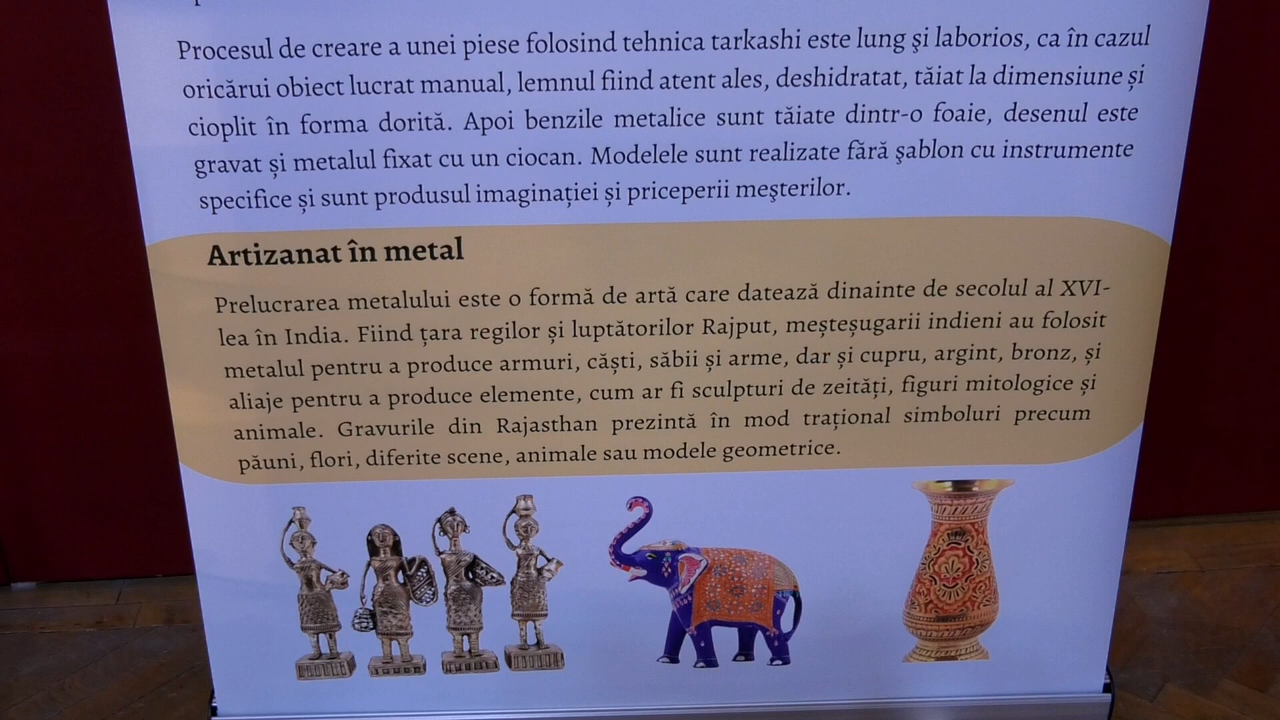 Procesul de creare a unei piese folosind tehnica tarkashi este lung şi laborios, ca în cazul
oricărui obiect lucrat manual, lemnul fiind atent ales, deshidratat, tăiat la dimensiune și
cioplit în forma dorită. Apoi benzile metalice sunt tăiate dintr-o foaie, desenul este
gravat și metalul fixat cu un ciocan. Modelele sunt realizate fără şablon cu instrumente
specifice și sunt produsul imaginației și priceperii meşterilor.
Artizanat în metal
Prelucrarea metalului este o formă de artă care datează dinainte de secolul al XVI-
lea în India. Fiind țara regilor și luptătorilor Rajput, meșteșugarii indieni au folosit
metalul pentru a produce armuri, căști, săbii și arme, dar și cupru, argint, bronz, și
aliaje pentru a produce elemente, cum ar fi sculpturi de zeități, figuri mitologice și
animale. Gravurile din Rajasthan prezintă în mod trațional simboluri precum
păuni, flori, diferite scene, animale sau modele geometrice.